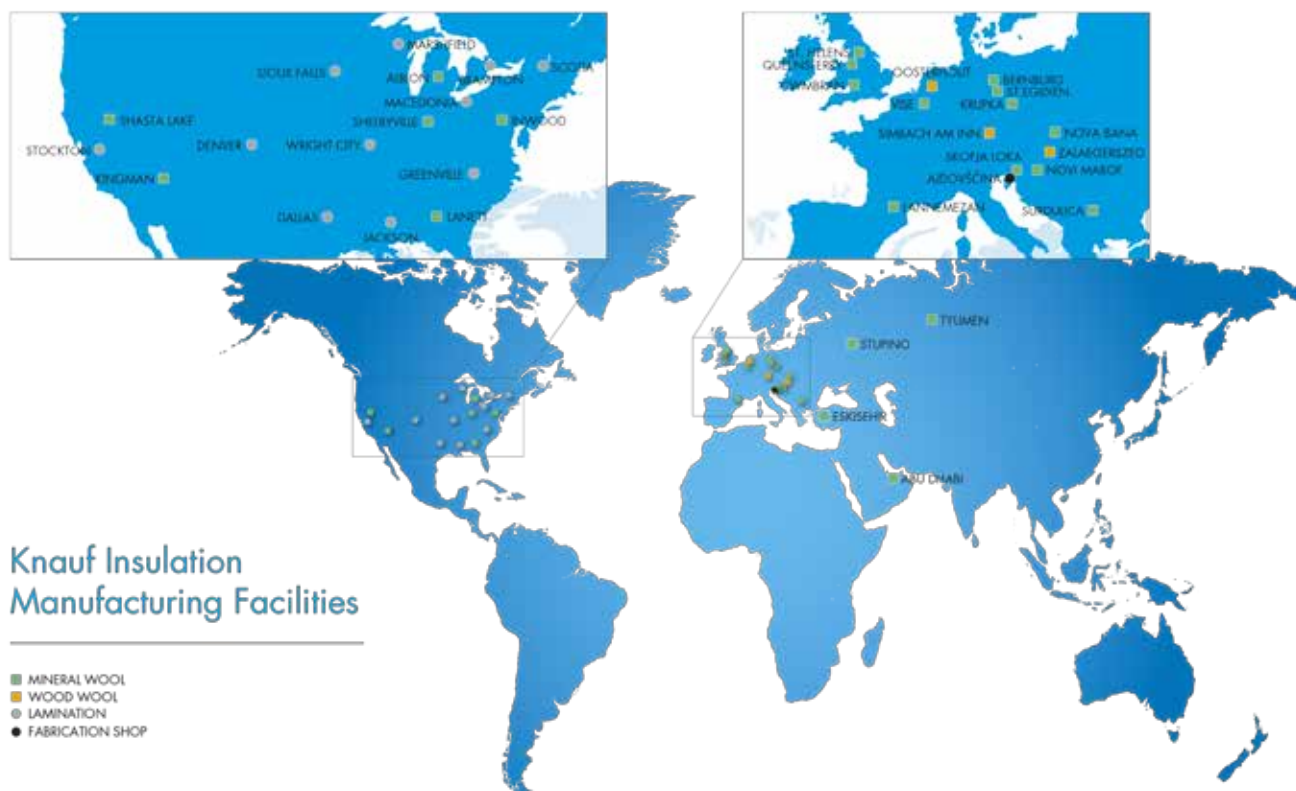 MARSHFIELD
SIOUX FALLS
SCOTIA
ALBION
BRAMPTON
MACEDONIA
SHASTA LAKE
SHELBYVILLE
INWOOD
STOCKTON
DENVER
WRIGHT CITY
KINGMAN
GREENVILLE
DALLAS
LANETT
JACKSON
ST. HELENS
QUEENSFERRY
OOSTERHOUT
BERNBURG
CWMBRAN
ST.EGIDIEN
VISE
KRUPKA
SIMBACH AM INN
NOVA BANA
ZALAEGERSZEG
SKOFJA LOKA
NOVI MAROF
AJDOVŠČINA
LANNEMEZAN
SURDULICA
TYUMEN
STUPINO
ESKISEHR
ABU DHABI
Knauf Insulation
Manufacturing Facilities
MINERAL WOOL
WOOD WOOL
LAMINATION
FABRICATION SHOP